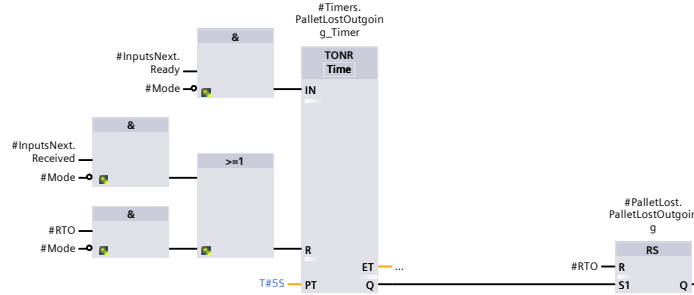 #Timers.
PalletLostOutgoin
g_Timer
&
TONR
Time
#InputsNext.
Ready
#Mode
IN
&
#InputsNext.
Received
#Mode
>=1
&
#RTO
#Mode
R
ET
...
T#5S
PT
Q
#PalletLost.
PalletLostOutgoin
g
RS
#RTO
R
S1
Q